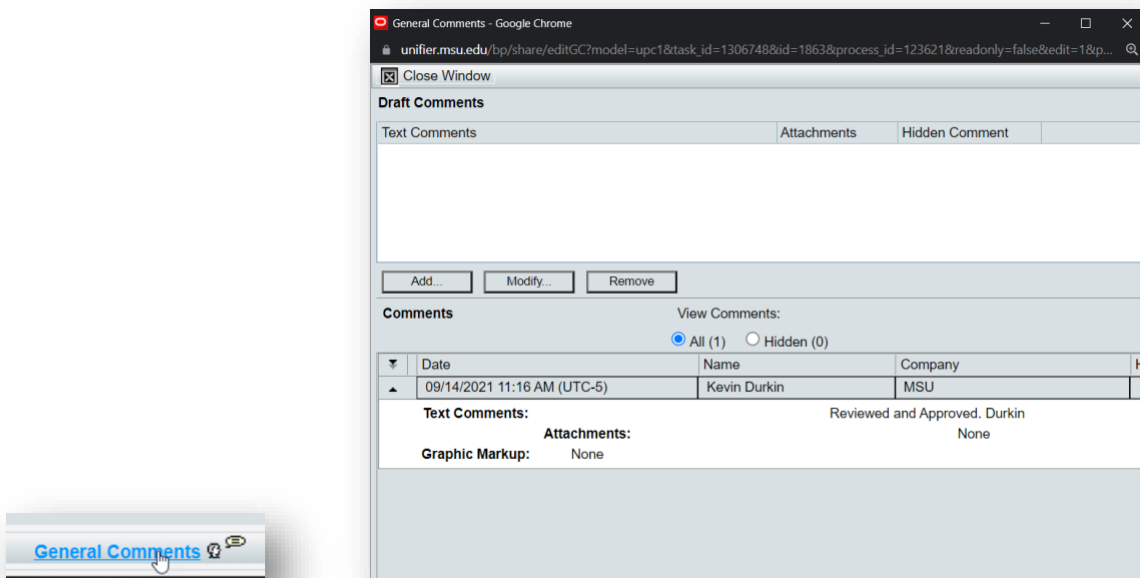 General Comments - Google Chrome
unifier.msu.edu/bp/share/editGC?model=upc1&task_id=1306748&id=1863&process_id=123621&readonly=false&edit=1&p...
Close Window
Draft Comments
Text Comments Attachments Hidden Comment
Add... Modify... Remove
Comments View Comments:
All (1) Hidden (0)
Date Name Company H
09/14/2021 11:16 AM (UTC-5) Kevin Durkin MSU
Text Comments: Reviewed and Approved. Durkin
Attachments: None
Graphic Markup: None
General Comments